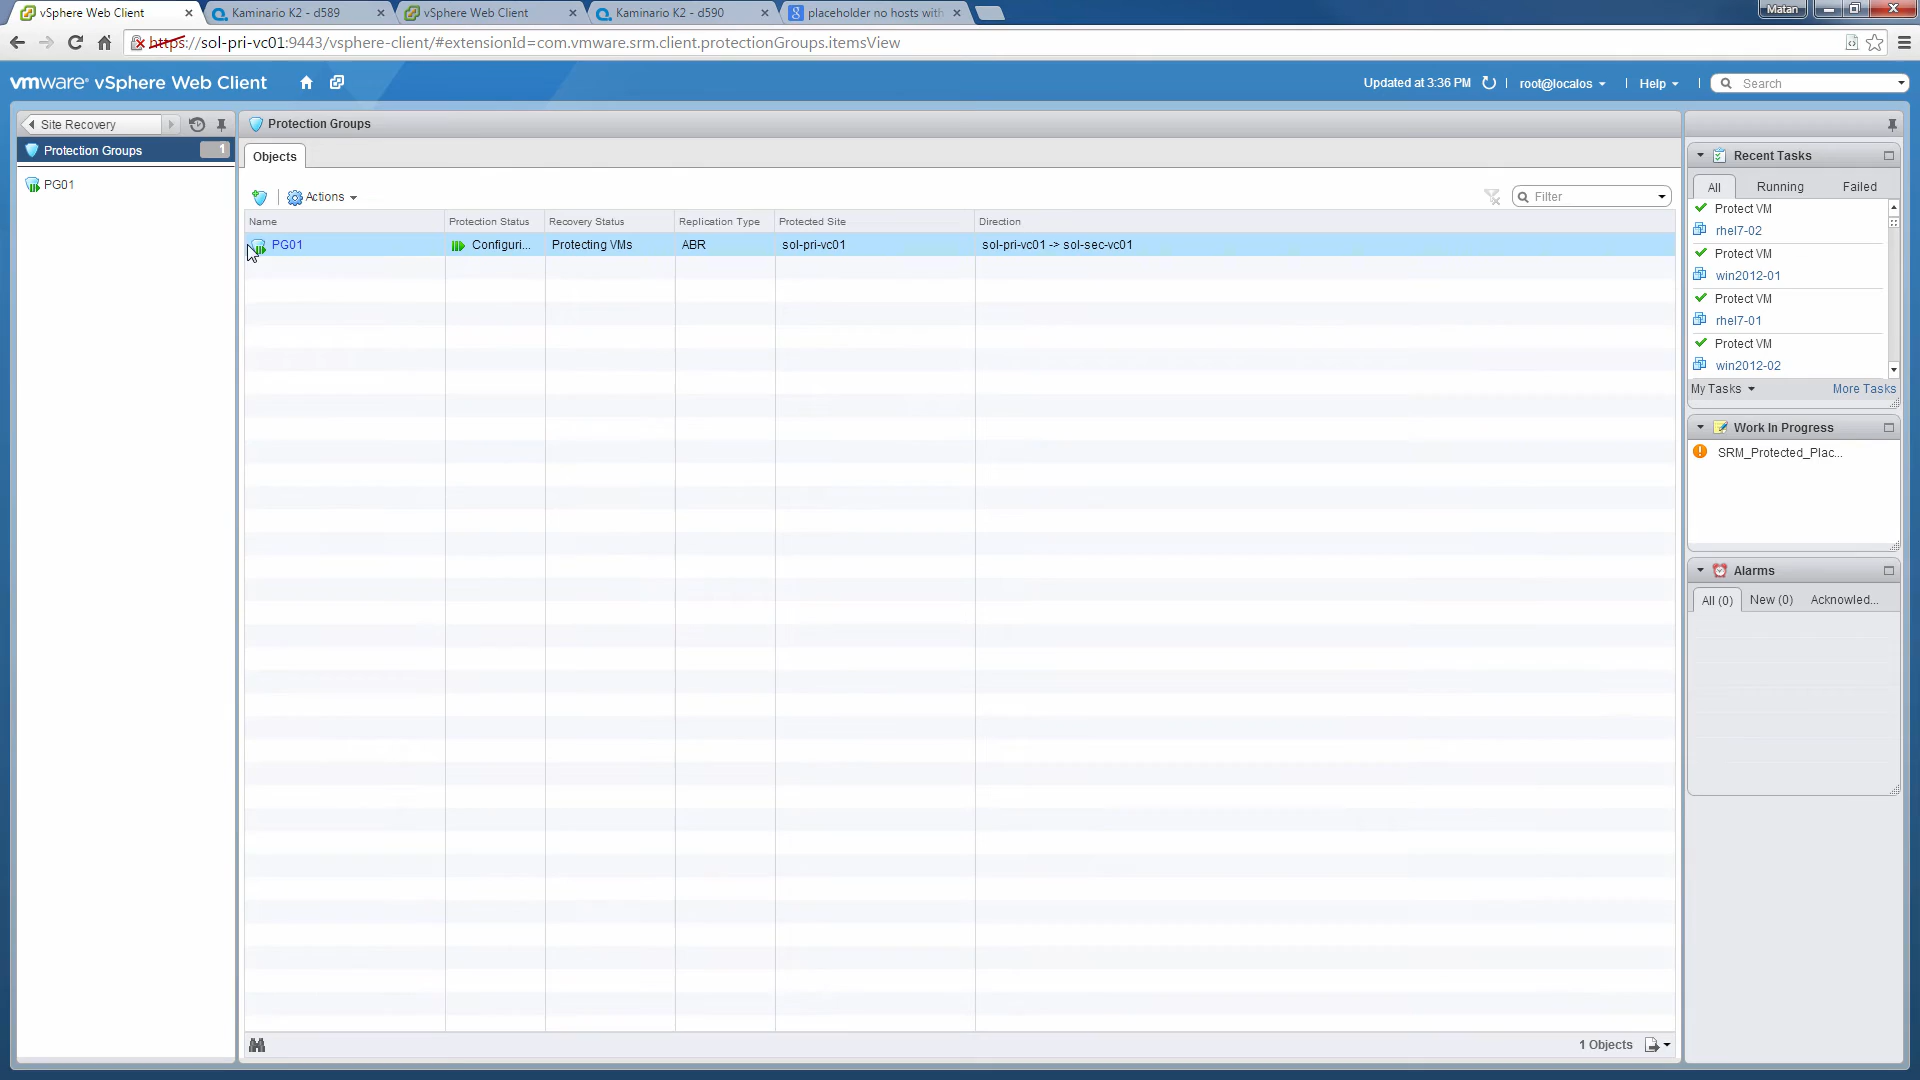 vSphere Web Client
Kaminario K2 - d589
vSphere Web Client
Kaminario K2 - d590
placeholder no hosts with
Matan
https://sol-pri-vc01:9443/vsphere-client/#extensionId=com.vmware.srm.client.protectionGroups.itemsView
vmware® vSphere Web Client
Updated at 3:36 PM
root@localos
Help
Search
Site Recovery
Protection Groups 1
PG01
Protection Groups
Objects
Actions
Filter
Name Protection Status Recovery Status Replication Type Protected Site Direction
PG01 Configuri... Protecting VMs ABR sol-pri-vc01 sol-pri-vc01 -> sol-sec-vc01
1 Objects
Recent Tasks
All Running Failed
Protect VM
rhel7-02
Protect VM
win2012-01
Protect VM
rhel7-01
Protect VM
win2012-02
My Tasks More Tasks
Work In Progress
SRM_Protected_Plac...
Alarms
All (0) New (0) Acknowled...